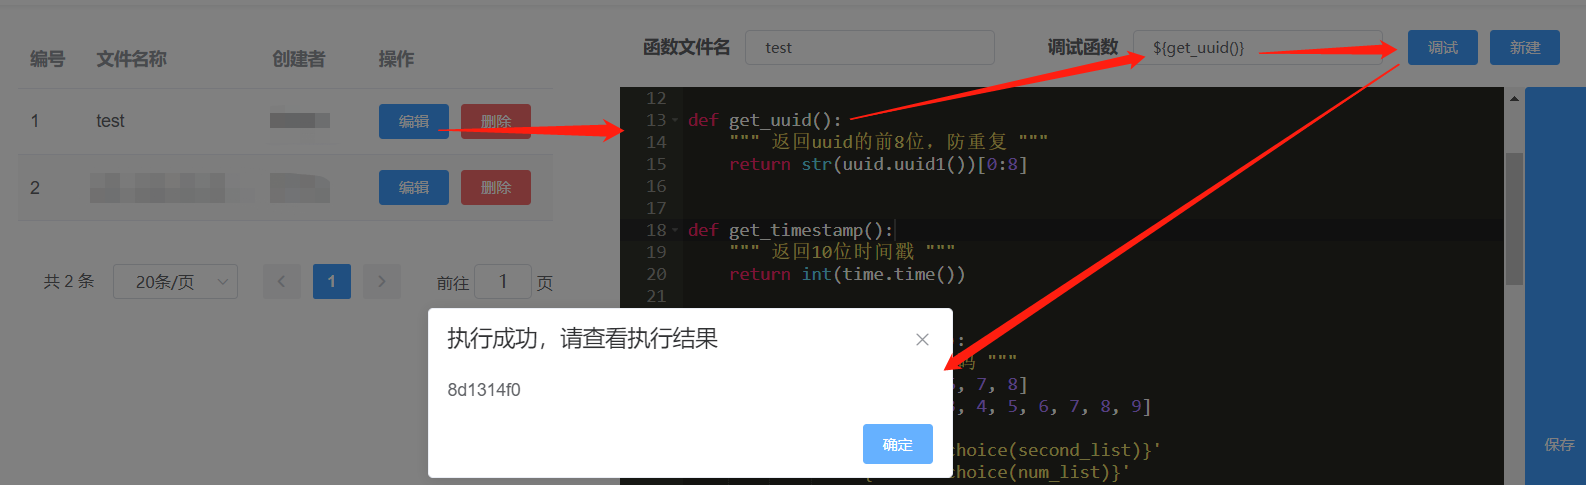 编号 文件名称 创建者 操作
1 test 编辑 删除
2 编辑 删除
共 2 条 20条/页 1 前往 1 页
函数文件名 test 调试函数 ${get_uuid()} 调试 新建
12
13 def get_uuid():
14 """ 返回uuid的前8位，防重复 """
15 return str(uuid.uuid1())[0:8]
16
17
18 def get_timestamp():
19 """ 返回10位时间戳 """
20 return int(time.time())
21
:
码 """
, 7, 8]
, 4, 5, 6, 7, 8, 9]
choice(second_list)}'
choice(num_list)}'
保存
执行成功，请查看执行结果
8d1314f0
确定